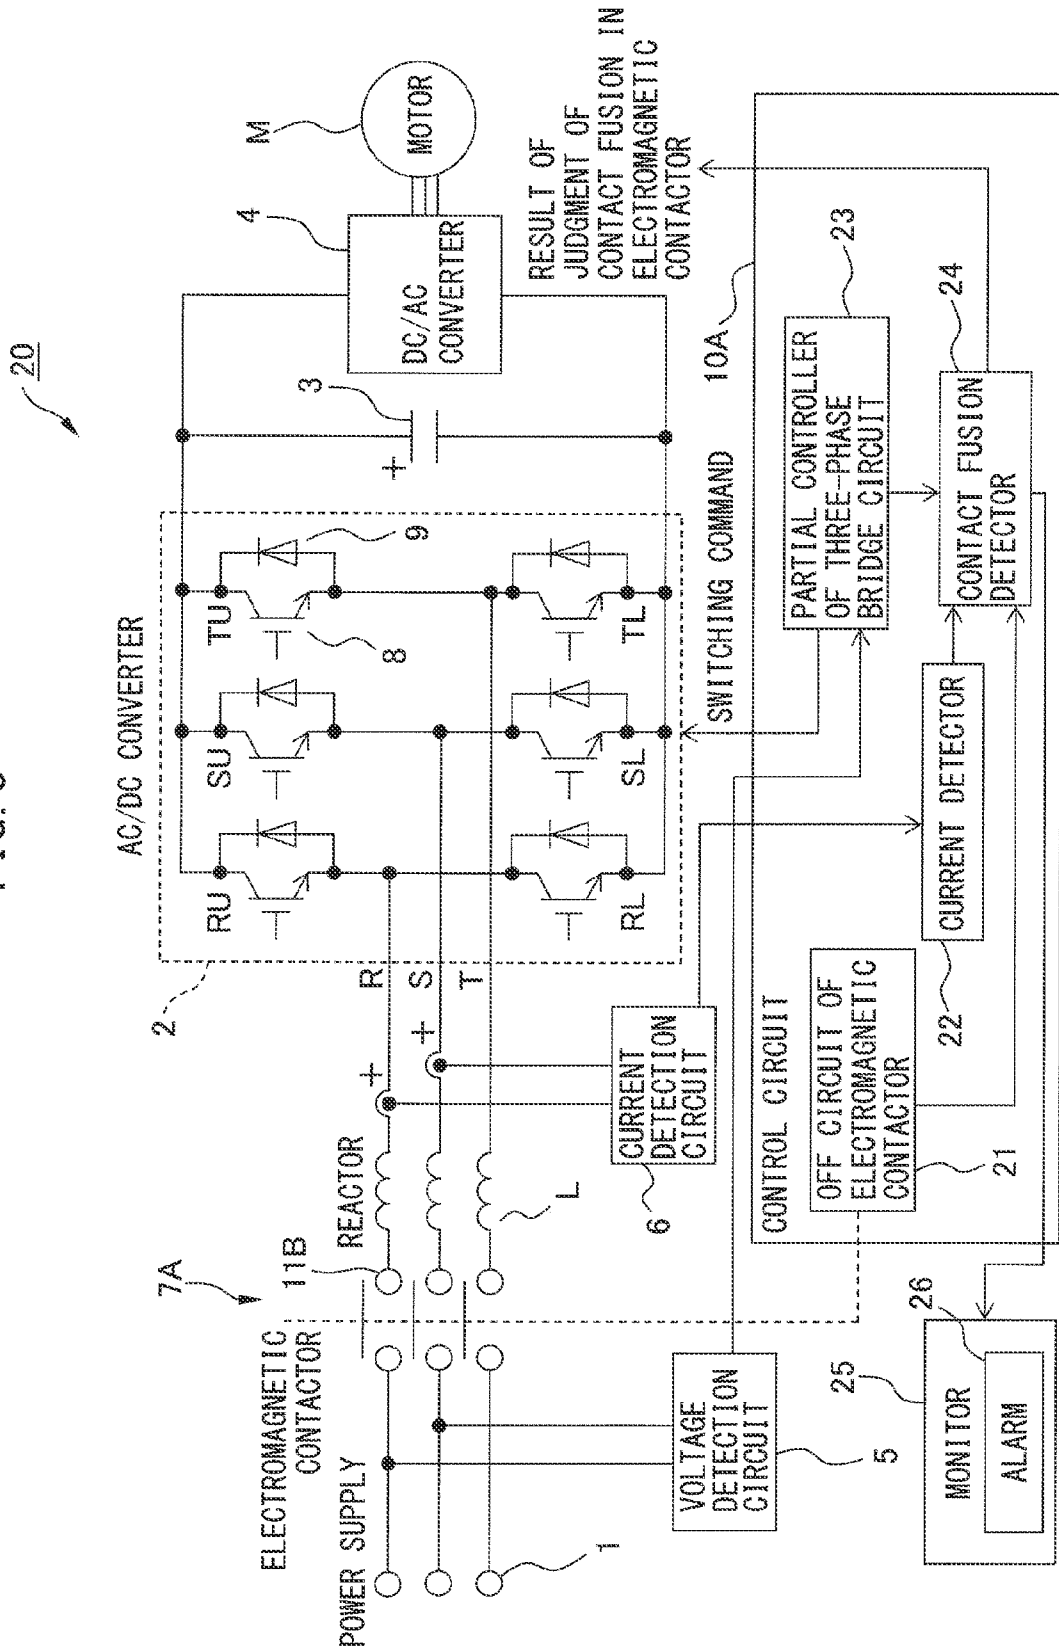 20
AC/DC CONVERTER
2
RU
SU
TU
8
9
RL
SL
TL
3
+
4
DC/AC
CONVERTER
M
MOTOR
ELECTROMAGNETIC
CONTACTOR
7A
11B
REACTOR
R
S
T
+
+
L
POWER SUPPLY
1
VOLTAGE
DETECTION
CIRCUIT
5
CURRENT
DETECTION
CIRCUIT
6
SWITCHING COMMAND
10A
RESULT OF
JUDGMENT OF
CONTACT FUSION IN
ELECTROMAGNETIC
CONTACTOR
CONTROL CIRCUIT
OFF CIRCUIT OF
ELECTROMAGNETIC
CONTACTOR
21
CURRENT DETECTOR
22
PARTIAL CONTROLLER
OF THREE-PHASE
BRIDGE CIRCUIT
23
CONTACT FUSION
DETECTOR
24
MONITOR
25
ALARM
26